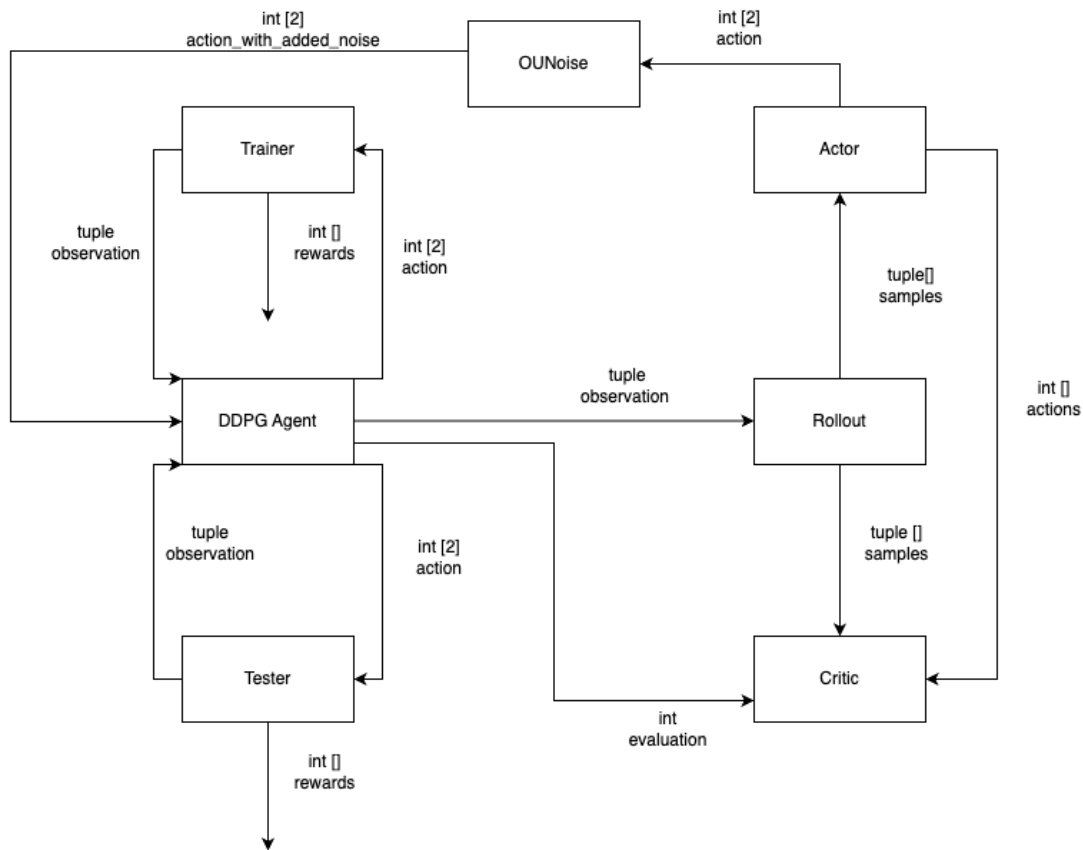 int [2]
action_with_added_noise
OUNoise
int [2]
action
Trainer
Actor
tuple
observation
int []
rewards
int [2]
action
tuple[]
samples
tuple
observation
int []
actions
DDPG Agent
Rollout
tuple
observation
int [2]
action
tuple []
samples
Tester
Critic
int
evaluation
int []
rewards